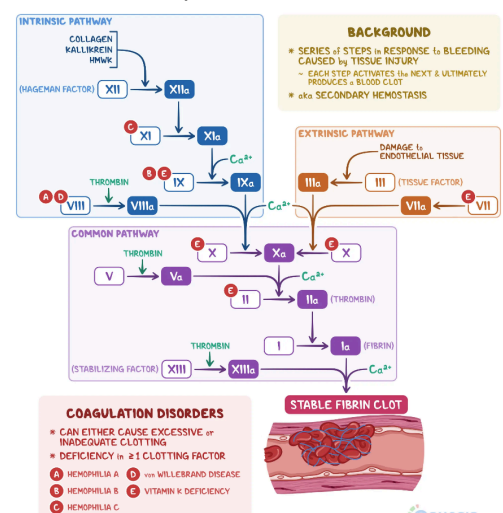 INTRINSIC PATHWAY
COLLAGEN
KALLIKREIN
HMWK
(HAGEMAN FACTOR) XII XIIa
C XI XIa
Ca²⁺
B E IX IXa
A D VIII THROMBIN VIIIa
BACKGROUND
* SERIES of STEPS in RESPONSE to BLEEDING
CAUSED by TISSUE INJURY
~ EACH STEP ACTIVATES the NEXT & ULTIMATELY
PRODUCES a BLOOD CLOT
* aka SECONDARY HEMOSTASIS
EXTRINSIC PATHWAY
DAMAGE to
ENDOTHELIAL TISSUE
IIIa III (TISSUE FACTOR)
Ca²⁺ VIIa E VII
COMMON PATHWAY
E X Xa E X
THROMBIN
V Va Ca²⁺
E II IIa (THROMBIN)
I Ia (FIBRIN)
THROMBIN
(STABILIZING FACTOR) XIII XIIIa Ca²⁺
STABLE FIBRIN CLOT
COAGULATION DISORDERS
* CAN EITHER CAUSE EXCESSIVE or
INADEQUATE CLOTTING
* DEFICIENCY in ≥1 CLOTTING FACTOR
A HEMOPHILIA A D von WILLEBRAND DISEASE
B HEMOPHILIA B E VITAMIN K DEFICIENCY
C HEMOPHILIA C